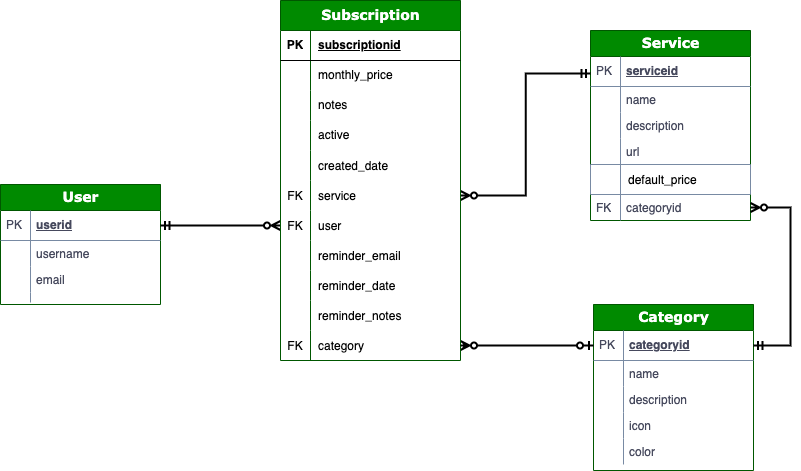 Subscription
PK subscriptionid
monthly_price
notes
active
created_date
FK service
FK user
reminder_email
reminder_date
reminder_notes
FK category
Service
PK serviceid
name
description
url
default_price
FK categoryid
User
PK userid
username
email
Category
PK categoryid
name
description
icon
color